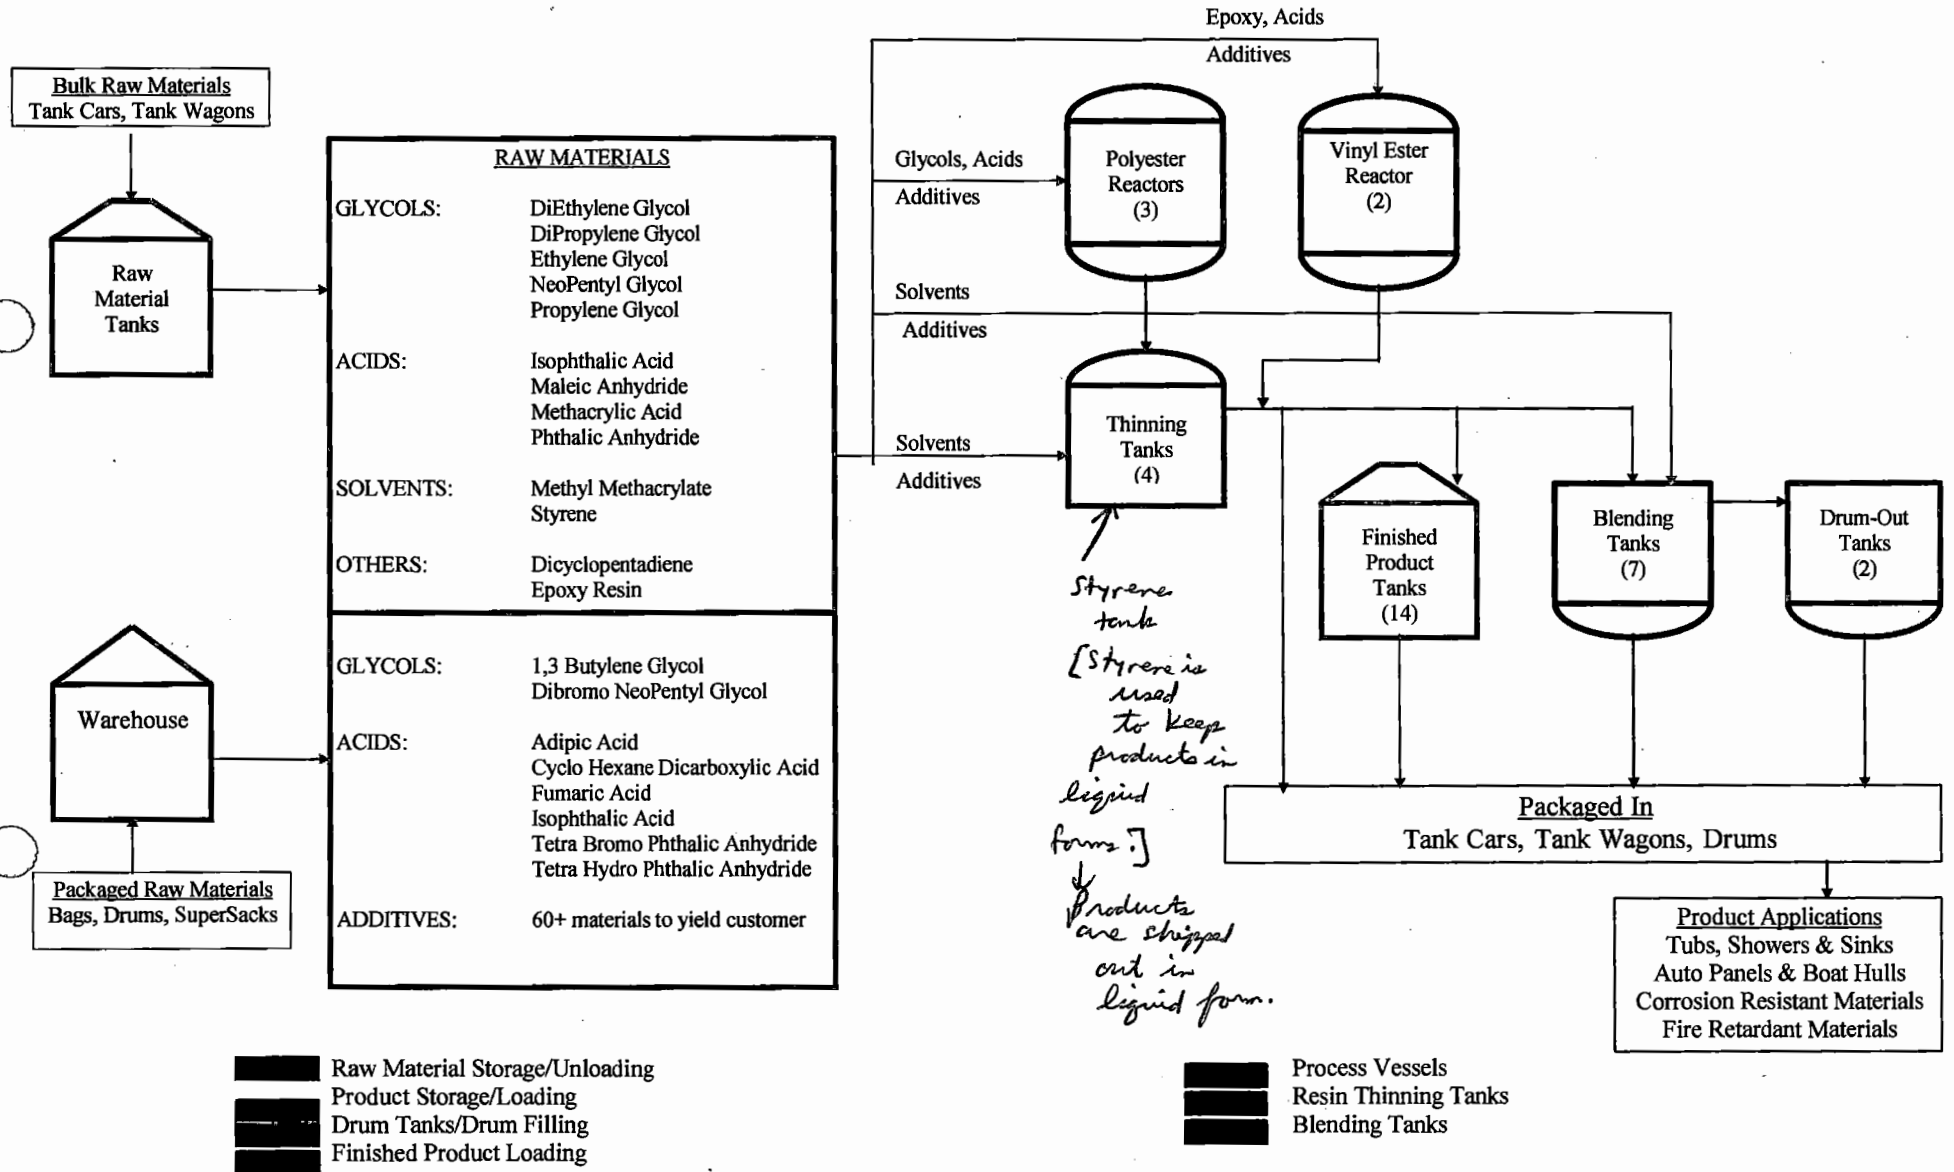 Epoxy, Acids
Additives
Bulk Raw Materials
Tank Cars, Tank Wagons
Raw
Material
Tanks
RAW MATERIALS
GLYCOLS: DiEthylene Glycol
DiPropylene Glycol
Ethylene Glycol
NeoPentyl Glycol
Propylene Glycol
ACIDS: Isophthalic Acid
Maleic Anhydride
Methacrylic Acid
Phthalic Anhydride
SOLVENTS: Methyl Methacrylate
Styrene
OTHERS: Dicyclopentadiene
Epoxy Resin
Warehouse
Packaged Raw Materials
Bags, Drums, SuperSacks
GLYCOLS: 1,3 Butylene Glycol
Dibromo NeoPentyl Glycol
ACIDS: Adipic Acid
Cyclo Hexane Dicarboxylic Acid
Fumaric Acid
Isophthalic Acid
Tetra Bromo Phthalic Anhydride
Tetra Hydro Phthalic Anhydride
ADDITIVES: 60+ materials to yield customer
Glycols, Acids
Additives
Polyester
Reactors
(3)
Vinyl Ester
Reactor
(2)
Solvents
Additives
Solvents
Additives
Thinning
Tanks
(4)
Styrene
tank
[Styrene is
used
to keep
products in
liquid
forms.]
Products
are shipped
out in
liquid form.
Finished
Product
Tanks
(14)
Blending
Tanks
(7)
Drum-Out
Tanks
(2)
Packaged In
Tank Cars, Tank Wagons, Drums
Product Applications
Tubs, Showers & Sinks
Auto Panels & Boat Hulls
Corrosion Resistant Materials
Fire Retardant Materials
Raw Material Storage/Unloading
Product Storage/Loading
Drum Tanks/Drum Filling
Finished Product Loading
Process Vessels
Resin Thinning Tanks
Blending Tanks